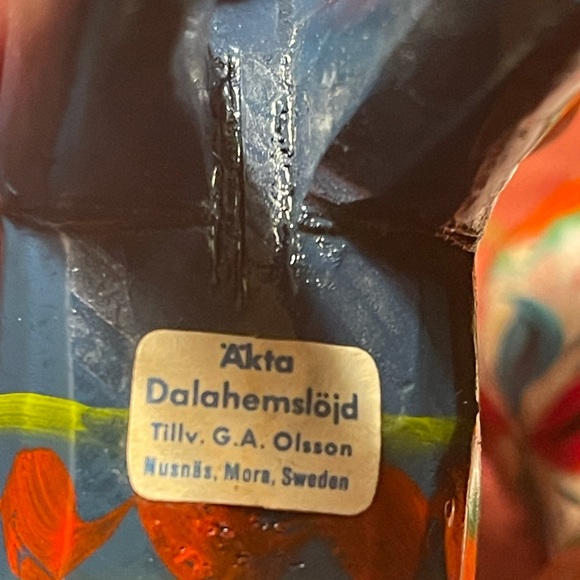 Äkta
Dalahemslöjd
Tillv. G.A. Olsson
Nusnäs, Mora, Sweden